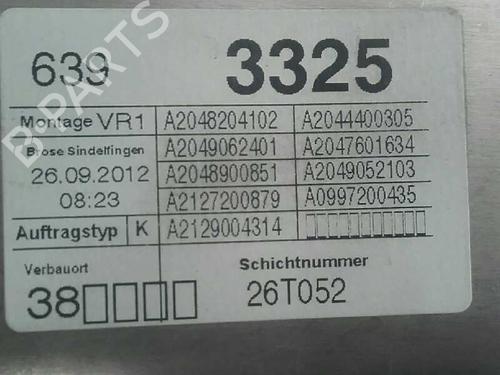 639 3325
Montage VR1 A2048204102 A2044400305
Brose Sindelfingen A2049062401 A2047601634
26.09.2012 A2048900851 A2049052103
08:23 A2127200879 A0997200435
Auftragstyp K A2129004314 □□□□□□□□□□
Verbauort Schichtnummer
38□□□□ 26T052
B-PARTS